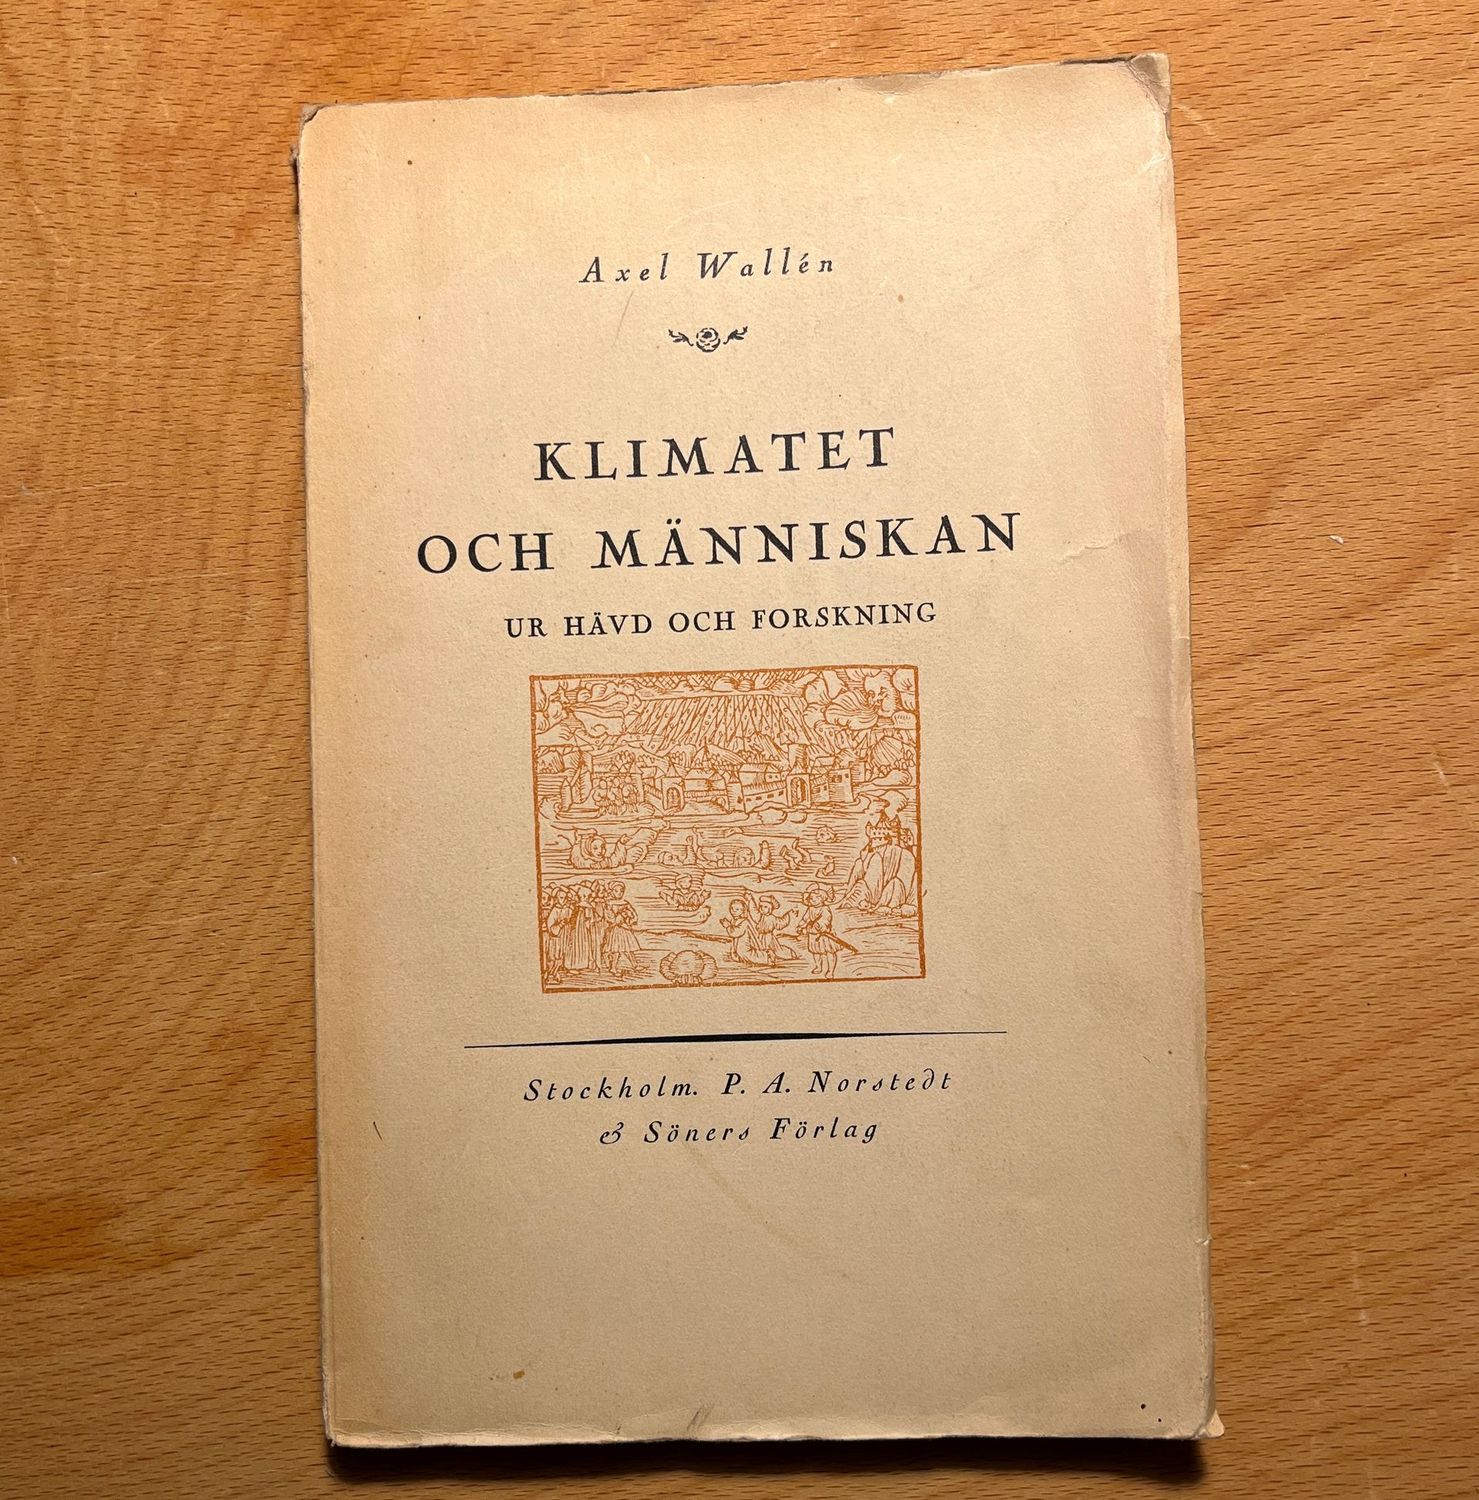 Axel Wallén
KLIMATET
OCH MÄNNISKAN
UR HÄVD OCH FORSKNING
Stockholm. P. A. Norstedt
& Söners Förlag